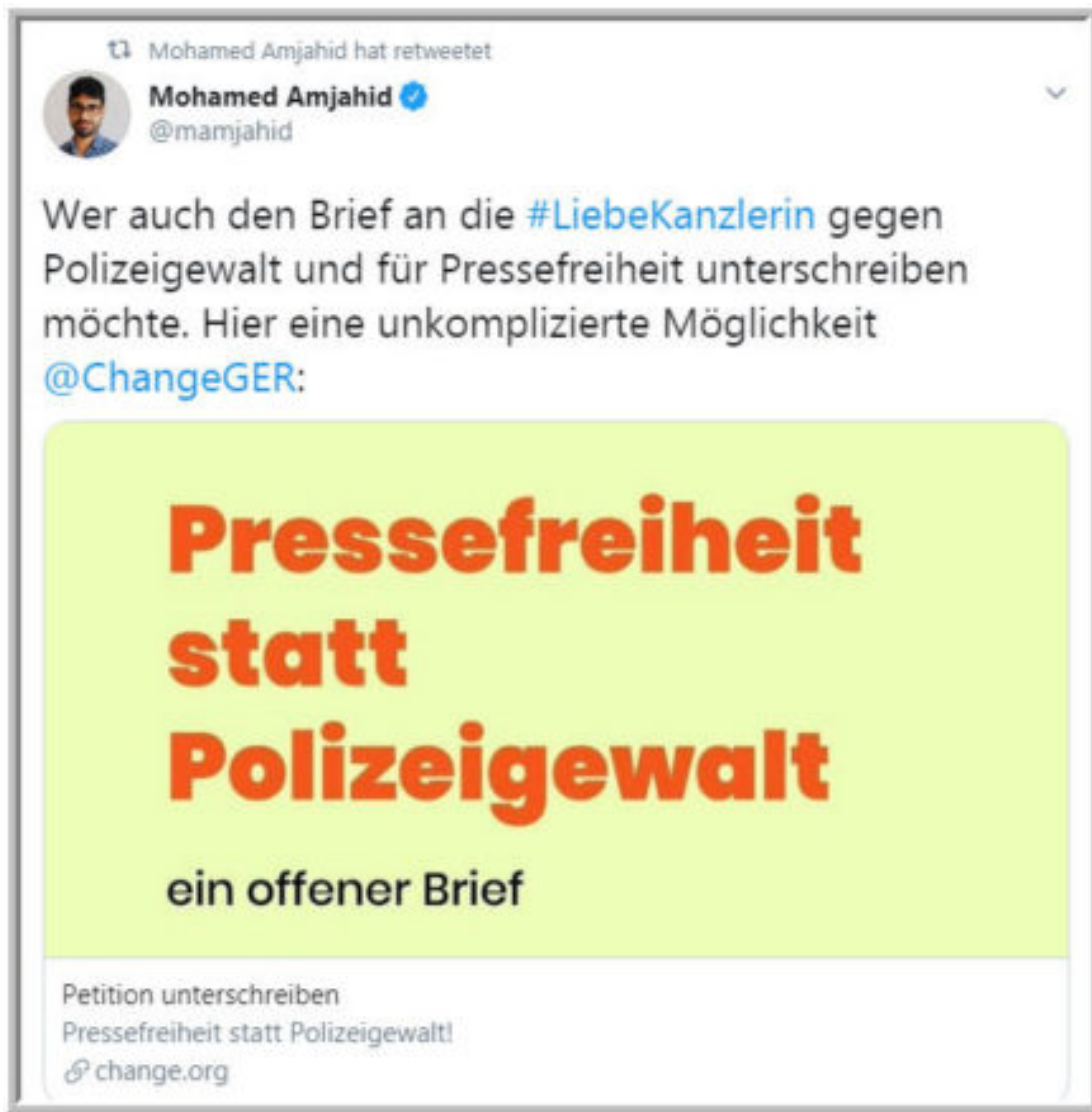 Mohamed Amjahid hat retweetet
Mohamed Amjahid
@mamjahid
Wer auch den Brief an die #LiebeKanzlerin gegen
Polizeigewalt und für Pressefreiheit unterschreiben
möchte. Hier eine unkomplizierte Möglichkeit
@ChangeGER:
Pressefreiheit
statt
Polizeigewalt
ein offener Brief
Petition unterschreiben
Pressefreiheit statt Polizeigewalt!
change.org